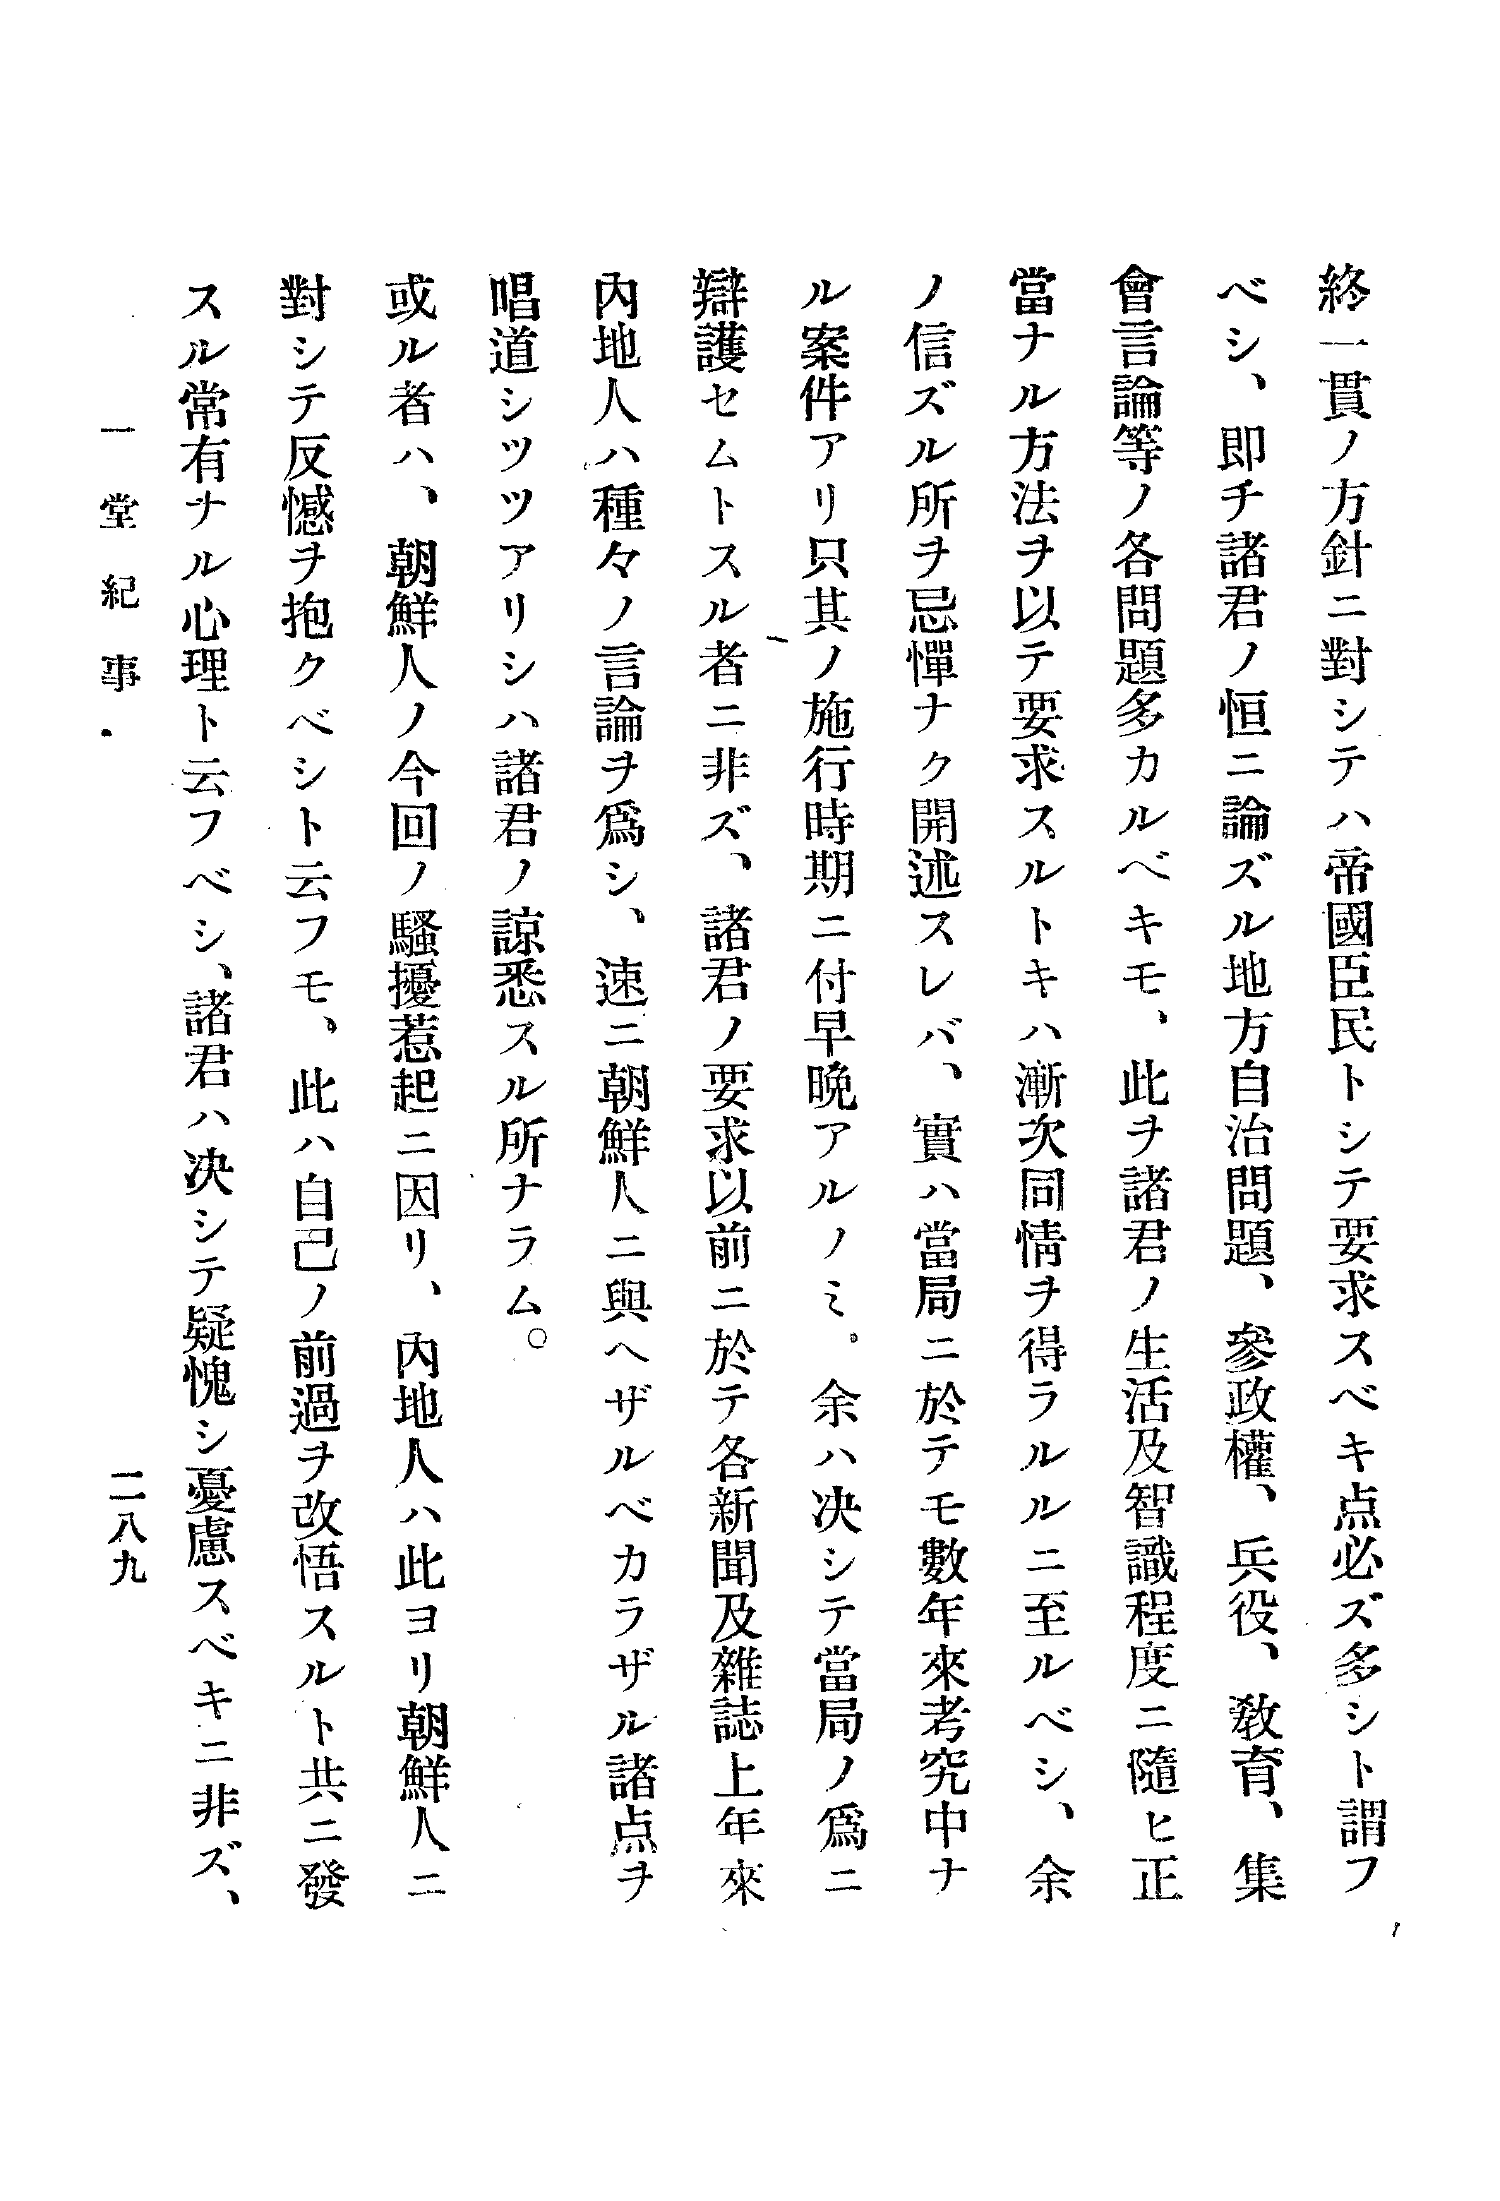 終一貫ノ方針ニ對シテハ帝國臣民トシテ要求スベキ点必ズ多シト謂フ
ベシ、即チ諸君ノ恒ニ論ズル地方自治問題、參政權、兵役、敎育、集
會言論等ノ各問題多カルベキモ、此ヲ諸君ノ生活及智識程度ニ隨ヒ正
當ナル方法ヲ以テ要求スルトキハ漸次同情ヲ得ラルルニ至ルベシ、余
ノ信ズル所ヲ忌憚ナク開述スレバ、實ハ當局ニ於テモ數年來考究中ナ
ル案件アリ只其ノ施行時期ニ付早晩アルノミ。余ハ决シテ當局ノ爲ニ
辯護セムトスル者ニ非ズ、諸君ノ要求以前ニ於テ各新聞及雜誌上年來
內地人ハ種々ノ言論ヲ爲シ、速ニ朝鮮人ニ與ヘザルベカラザル諸点ヲ
唱道シツツアリシハ諸君ノ諒悉スル所ナラム。
或ル者ハ、朝鮮人ノ今回ノ騷擾惹起ニ因リ、內地人ハ此ヨリ朝鮮人ニ
對シテ反憾ヲ抱クベシト云フモ、此ハ自己ノ前過ヲ改悟スルト共ニ發
スル常有ナル心理ト云フベシ、諸君ハ决シテ疑愧シ憂慮スベキニ非ズ、
一堂紀事
二八九